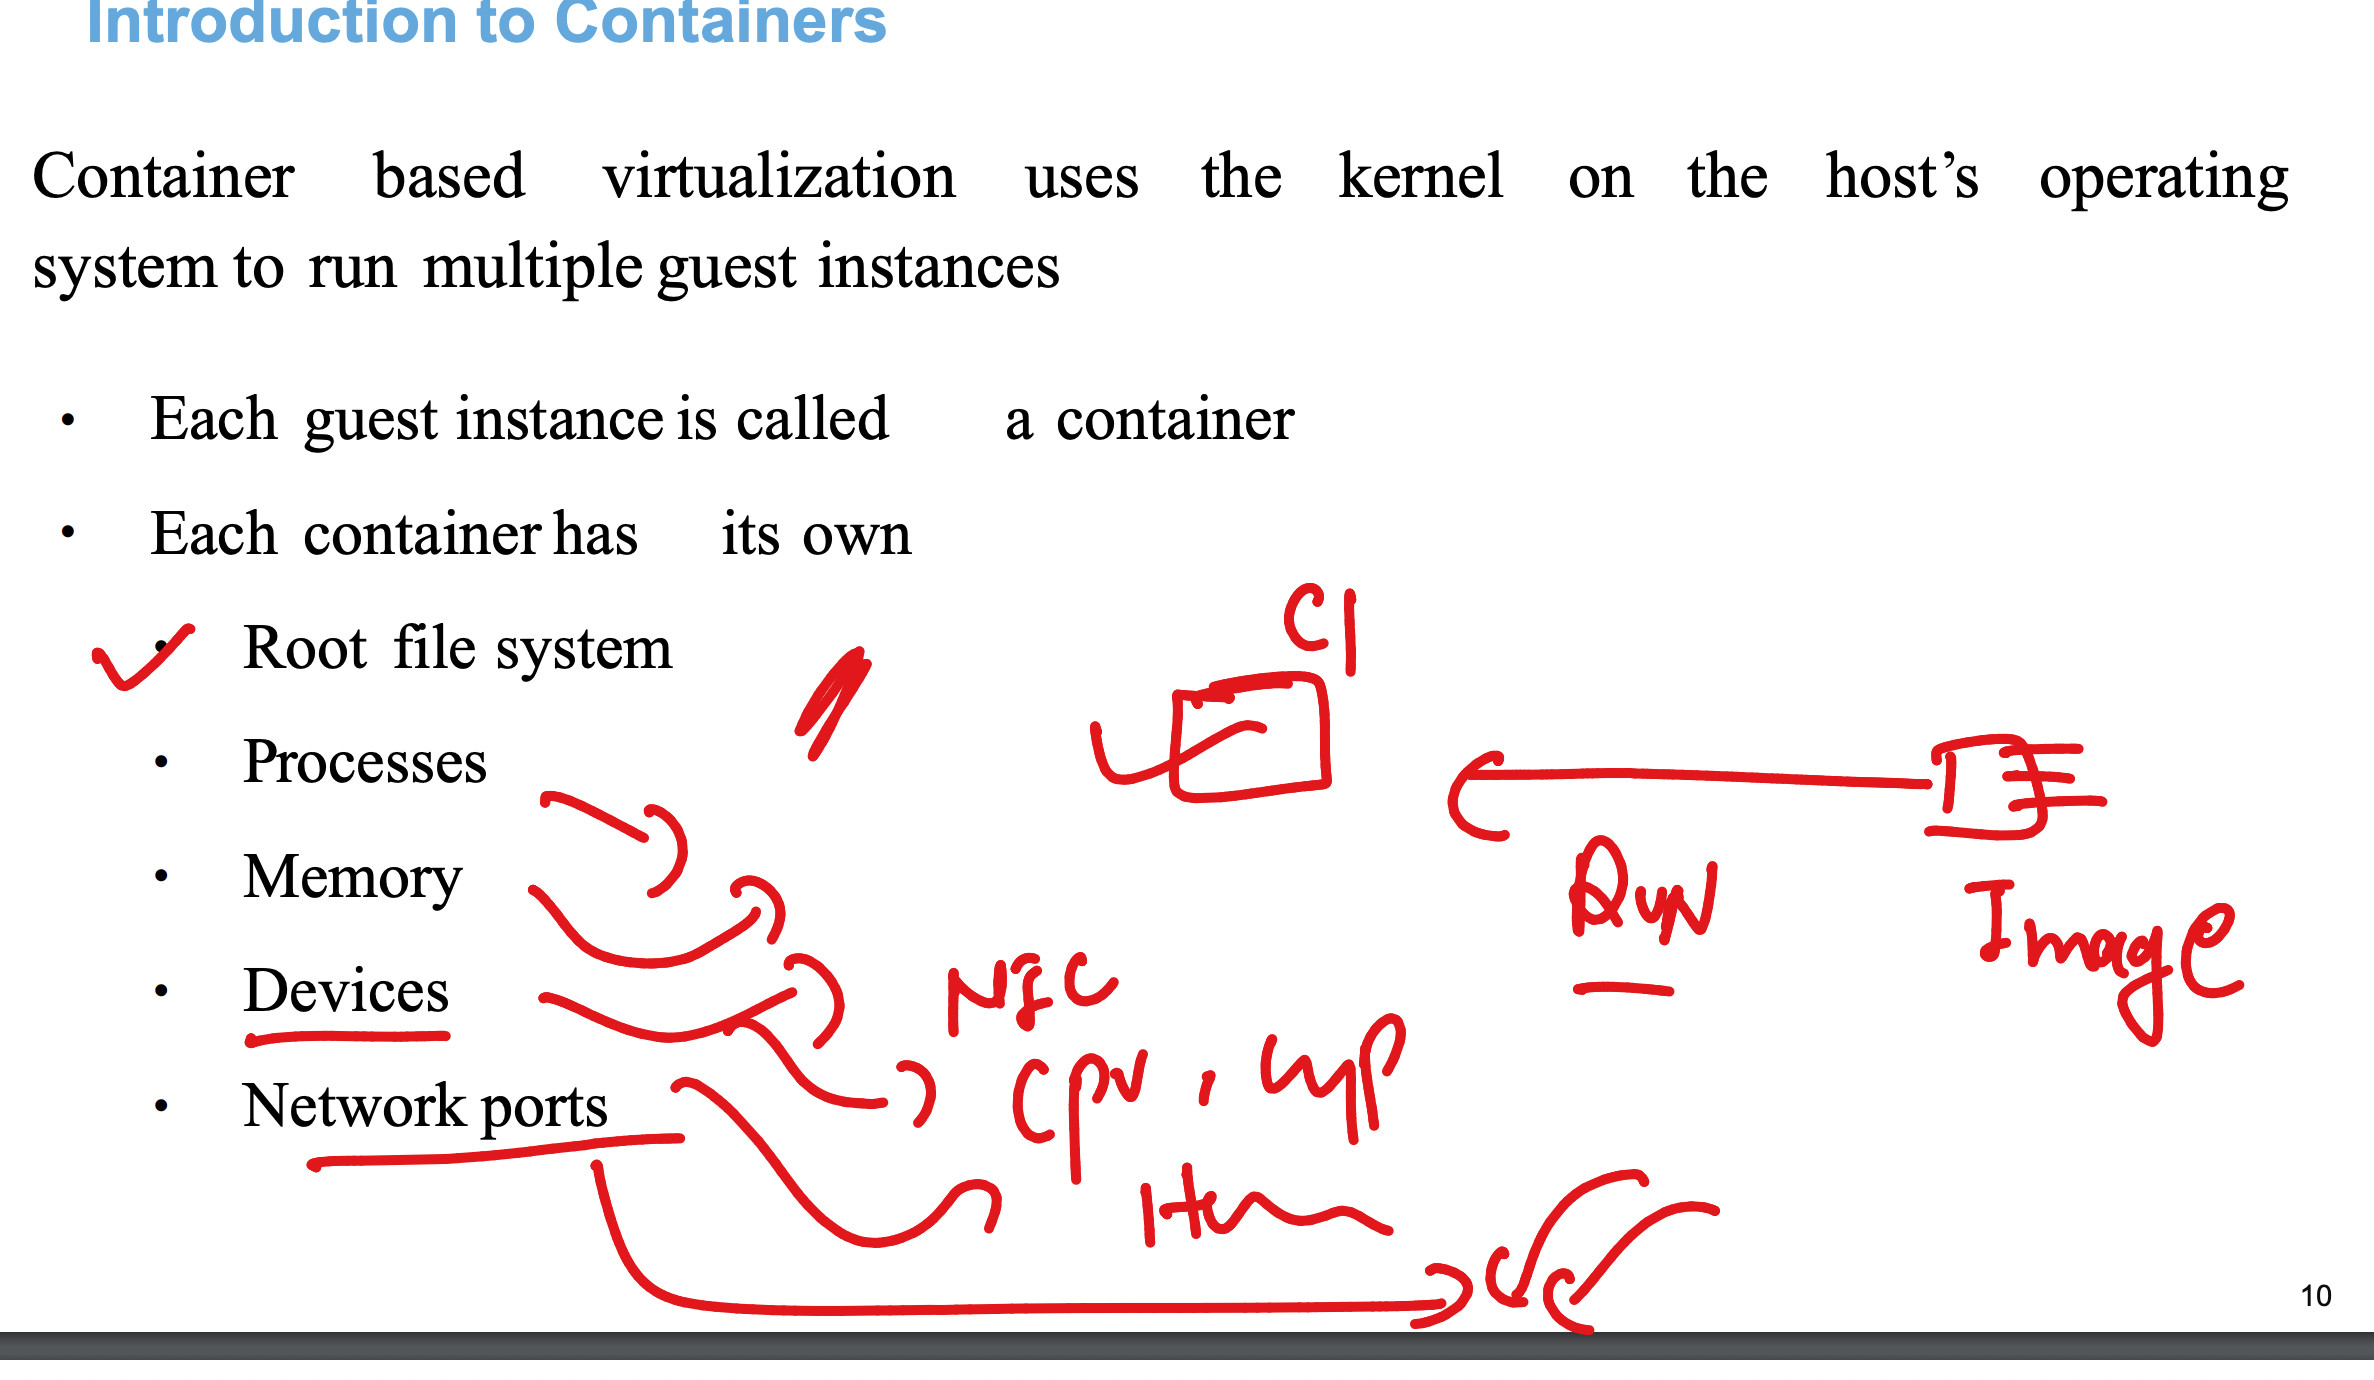 Introduction to Containers
Container based virtualization uses the kernel on the host's operating
system to run multiple guest instances
• Each guest instance is called a container
• Each container has its own
• Root file system
• Processes
• Memory
• Devices
• Network ports
C1
Run
Image
NIC
CPU,
10